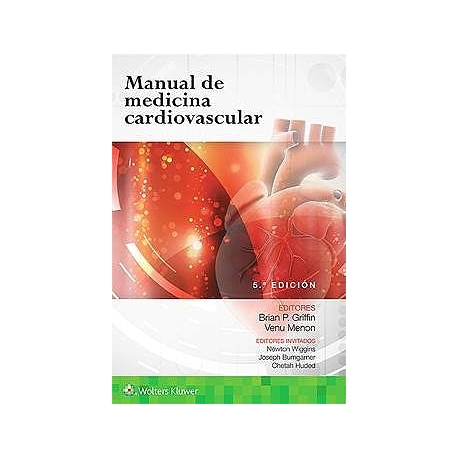 Manual de
medicina
cardiovascular
5.ª EDICIÓN
EDITORES
Brian P. Griffin
Venu Menon
EDITORES INVITADOS
Newton Wiggins
Joseph Bumgarner
Chetah Huded
Wolters Kluwer